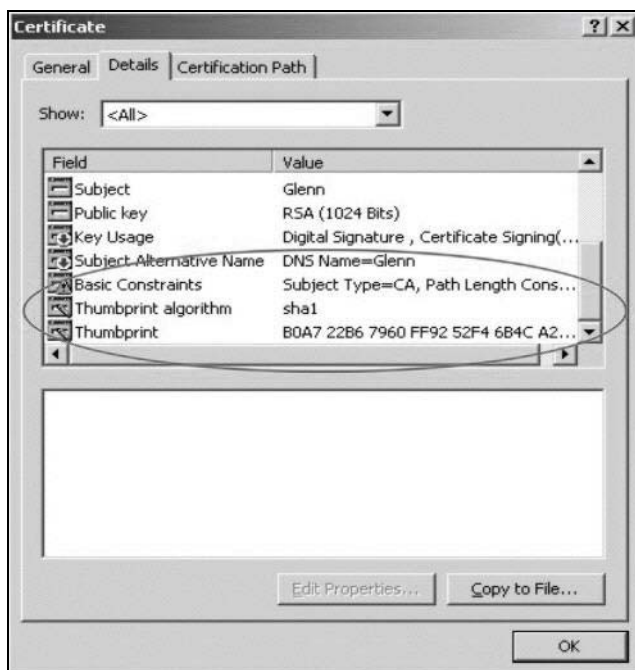 Certificate
General Details Certification Path
Show: <All>
Field Value
Subject Glenn
Public key RSA (1024 Bits)
Key Usage Digital Signature , Certificate Signing(...
Subject Alternative Name DNS Name=Glenn
Basic Constraints Subject Type=CA, Path Length Cons...
Thumbprint algorithm sha1
Thumbprint B0A7 22B6 7960 FF92 52F4 6B4C A2...
Edit Properties... Copy to File...
OK